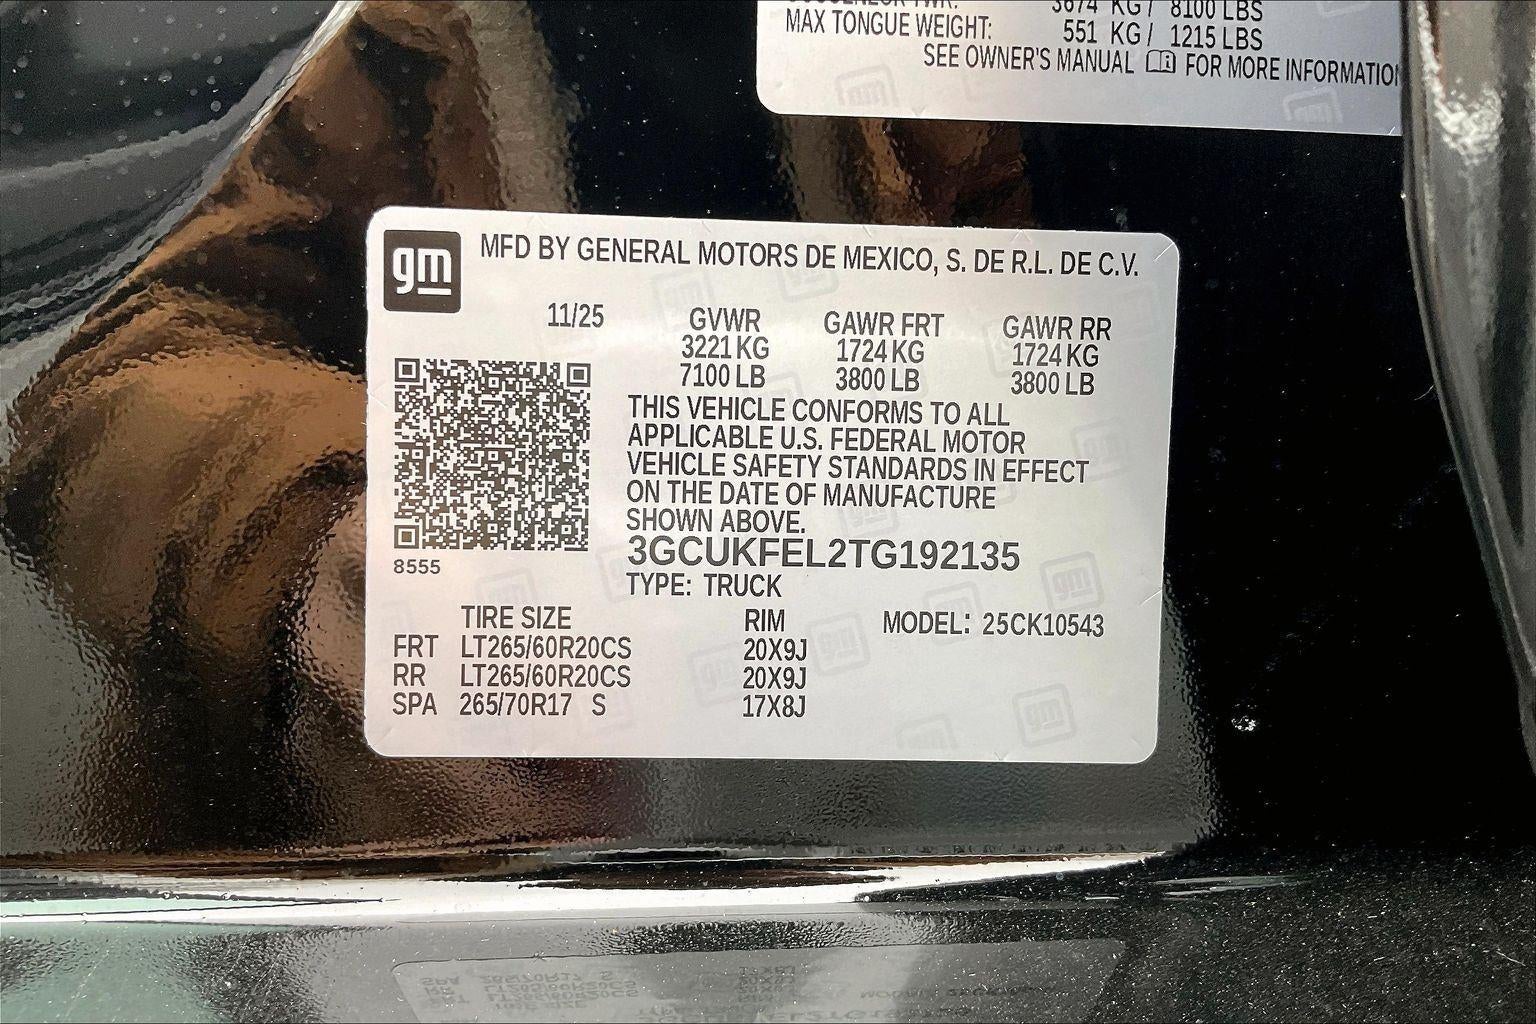 3674 KG / 8100 LBS
MAX TONGUE WEIGHT: 551 KG / 1215 LBS
SEE OWNER'S MANUAL FOR MORE INFORMATION
gm
MFD BY GENERAL MOTORS DE MEXICO, S. DE R.L. DE C.V.
11/25 GVWR GAWR FRT GAWR RR
3221 KG 1724 KG 1724 KG
7100 LB 3800 LB 3800 LB
THIS VEHICLE CONFORMS TO ALL
APPLICABLE U.S. FEDERAL MOTOR
VEHICLE SAFETY STANDARDS IN EFFECT
ON THE DATE OF MANUFACTURE
SHOWN ABOVE.
8555
3GCUKFEL2TG192135
TYPE: TRUCK
TIRE SIZE RIM MODEL: 25CK10543
FRT LT265/60R20CS 20X9J
RR LT265/60R20CS 20X9J
SPA 265/70R17 S 17X8J